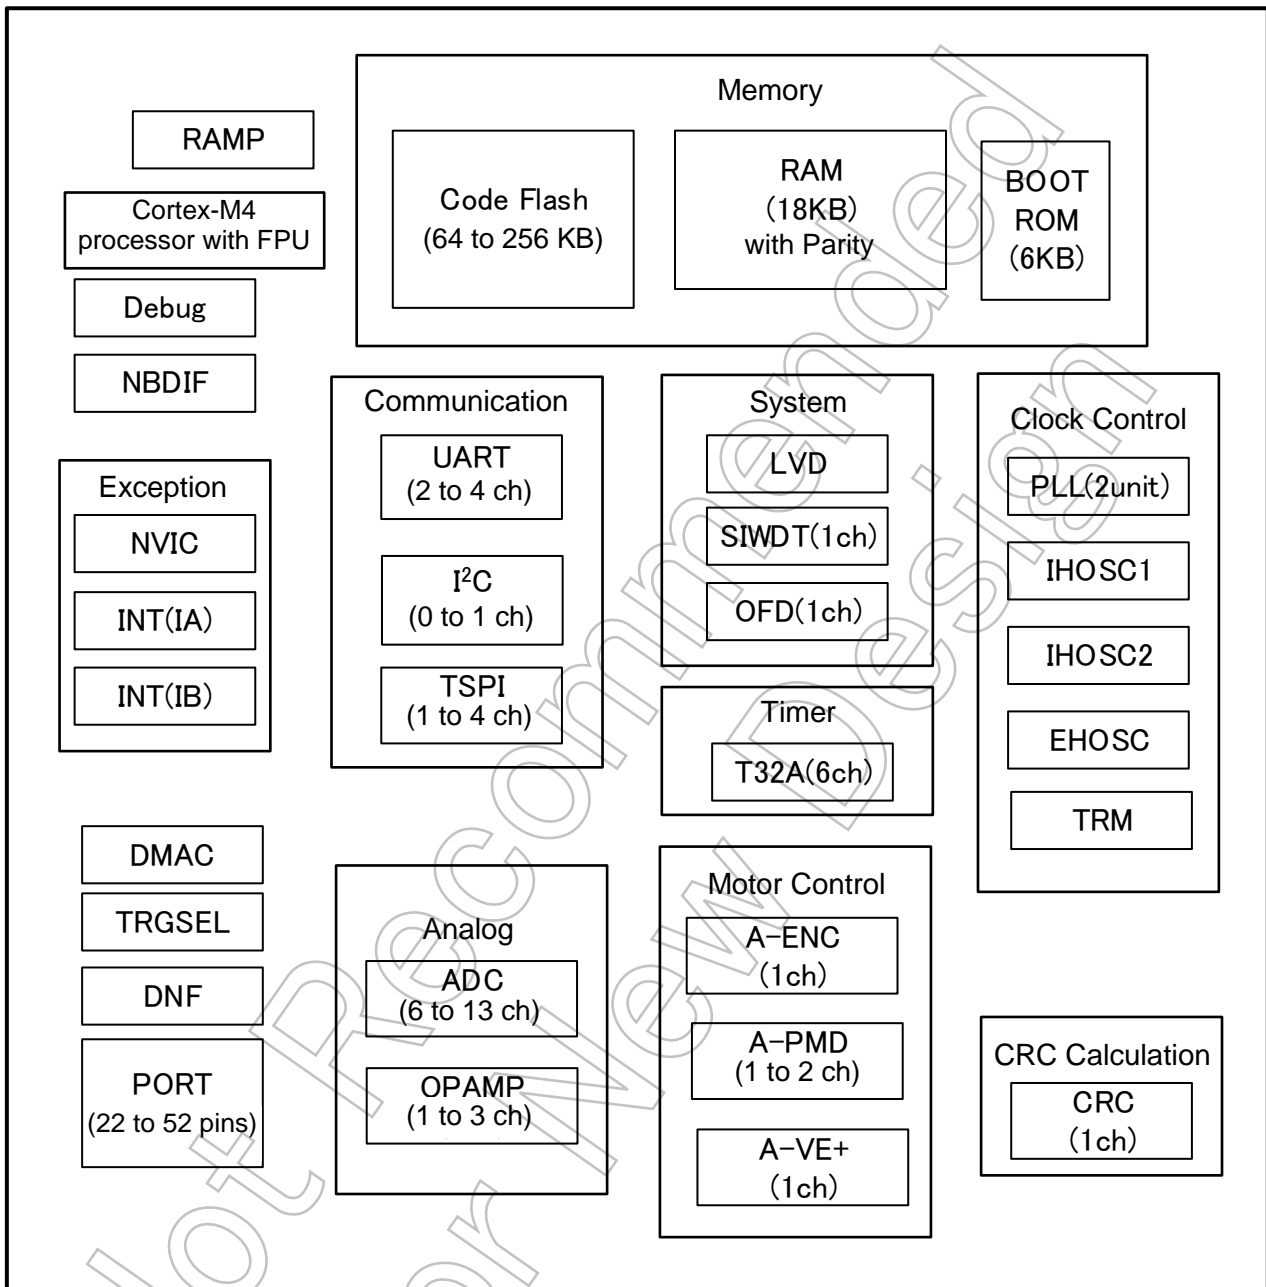 Memory
RAMP
Code Flash
(64 to 256 KB)
RAM
(18KB)
with Parity
BOOT
ROM
(6KB)
Cortex-M4
processor with FPU
Debug
NBDIF
Communication
UART
(2 to 4 ch)
I²C
(0 to 1 ch)
TSPI
(1 to 4 ch)
System
LVD
SIWDT(1ch)
OFD(1ch)
Clock Control
PLL(2unit)
IHOSC1
IHOSC2
EHOSC
TRM
Exception
NVIC
INT(IA)
INT(IB)
Timer
T32A(6ch)
DMAC
TRGSEL
DNF
PORT
(22 to 52 pins)
Analog
ADC
(6 to 13 ch)
OPAMP
(1 to 3 ch)
Motor Control
A-ENC
(1ch)
A-PMD
(1 to 2 ch)
A-VE+
(1ch)
CRC Calculation
CRC
(1ch)
Not Recommended
for New Design